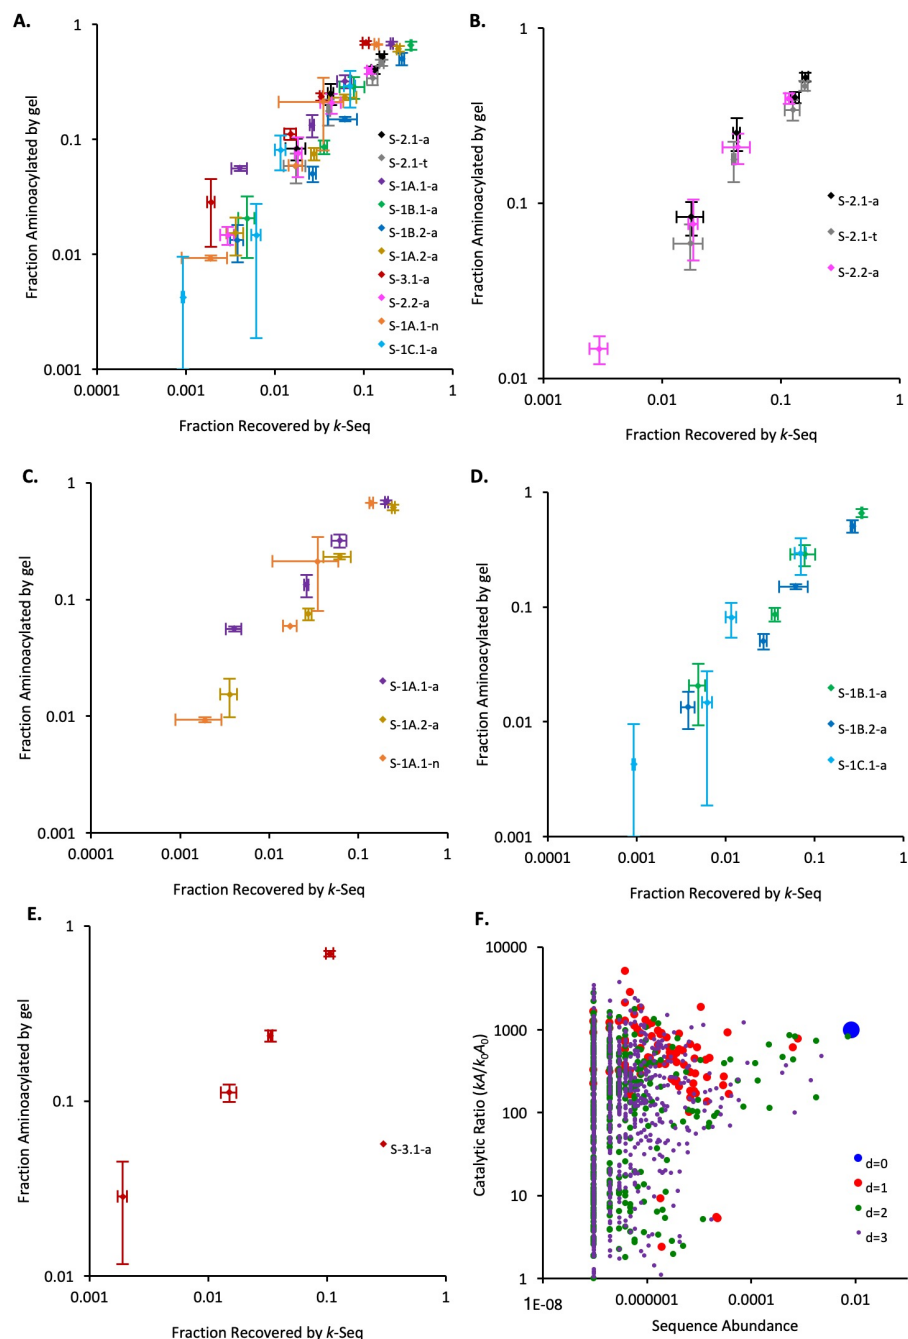 A.
1
0.1
0.01
0.001
0.0001
0.001
0.01
0.1
1
Fraction Aminoacylated by gel
Fraction Recovered by k-Seq
S-2.1-a
S-2.1-t
S-1A.1-a
S-1B.1-a
S-1B.2-a
S-1A.2-a
S-3.1-a
S-2.2-a
S-1A.1-n
S-1C.1-a
B.
1
0.1
0.01
0.001
0.01
0.1
1
Fraction Aminoacylated by gel
Fraction Recovered by k-Seq
S-2.1-a
S-2.1-t
S-2.2-a
C.
1
0.1
0.01
0.001
0.0001
0.001
0.01
0.1
1
Fraction Aminoacylated by gel
Fraction Recovered by k-Seq
S-1A.1-a
S-1A.2-a
S-1A.1-n
D.
1
0.1
0.01
0.001
0.0001
0.001
0.01
0.1
1
Fraction Aminoacylated by gel
Fraction Recovered by k-Seq
S-1B.1-a
S-1B.2-a
S-1C.1-a
E.
1
0.1
0.01
0.001
0.01
0.1
1
Fraction Aminoacylated by gel
Fraction Recovered by k-Seq
S-3.1-a
F.
10000
1000
100
10
1
1E-08
0.000001
0.0001
0.01
Catalytic Ratio (kA/k₀A₀)
Sequence Abundance
d=0
d=1
d=2
d=3